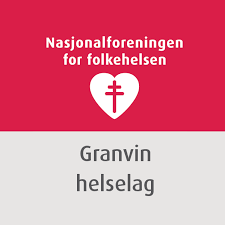 Nasjonalforeningen
for folkehelsen
Granvin
helselag